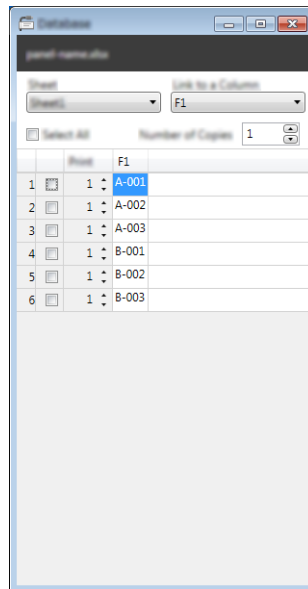 Database
panel-name.xlsx
Sheet Link to a Column
Sheet1 F1
Select All Number of Copies 1
Print F1
1 1 A-001
2 1 A-002
3 1 A-003
4 1 B-001
5 1 B-002
6 1 B-003